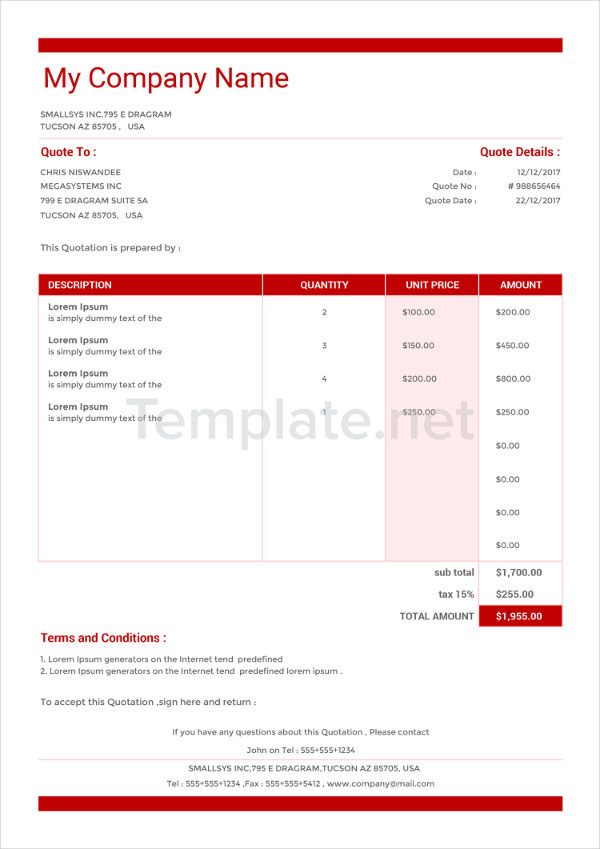 My Company Name
SMALLSYS INC,795 E DRAGRAM
TUCSON AZ 85705 , USA
Quote To :
Quote Details :
CHRIS NISWANDEE
Date : 12/12/2017
MEGASYSTEMS INC
Quote No : # 988656464
799 E DRAGRAM SUITE 5A
Quote Date : 22/12/2017
TUCSON AZ 85705, USA
This Quotation is prepared by :
DESCRIPTION QUANTITY UNIT PRICE AMOUNT
Lorem Ipsum
is simply dummy text of the
2 $100.00 $200.00
Lorem Ipsum
is simply dummy text of the
3 $150.00 $450.00
Lorem Ipsum
is simply dummy text of the
4 $200.00 $800.00
Lorem Ipsum
is simply dummy text of the
1 $250.00 $250.00
Template.net
$0.00
$0.00
$0.00
$0.00
sub total $1,700.00
tax 15% $255.00
TOTAL AMOUNT $1,955.00
Terms and Conditions :
1. Lorem Ipsum generators on the Internet tend predefined
2. Lorem Ipsum generators on the Internet tend predefined lorem ipsum .
To accept this Quotation ,sign here and return :
If you have any questions about this Quotation , Please contact
John on Tel : 555+555+1234
SMALLSYS INC,795 E DRAGRAM,TUCSON AZ 85705, USA
Tel : 555+555+1234 ,Fax : 555+555+5412 , www.company@mail.com